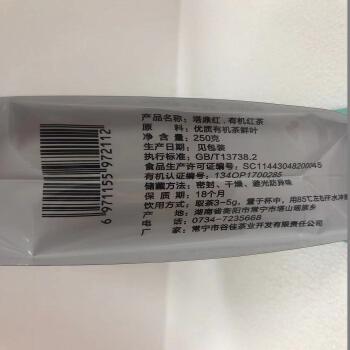 产品名称：塔鼎红．有机红茶
原 料：优质有机茶鲜叶
净 含 量：250克
生产日期：见包装
执行标准：GB/T13738.2
食品生产许可证编号：SC11443048200145
有机认证编号：134OP1700285
储藏方法：密封、干燥、避光防异味
保 质 期：18个月
饮用方式：取茶3-5g，置于杯中，用85℃左右开水冲泡
产 地：湖南省衡阳市常宁市塔山瑶族乡
电 话：0734-7235668
厂 家：常宁市谷佳茶业开发有限责任公司
6971155972112